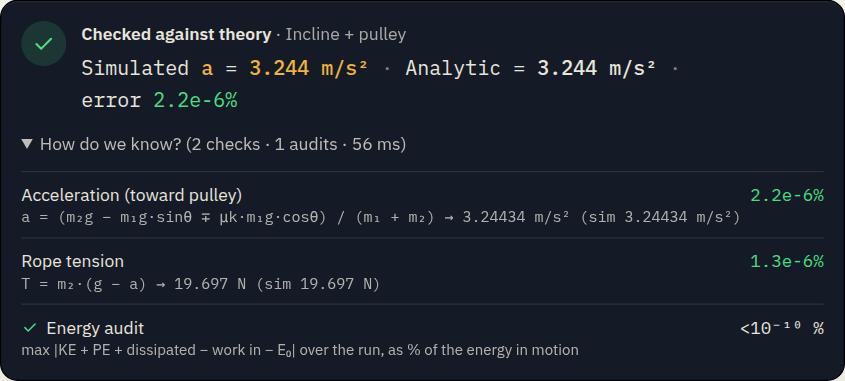 Checked against theory · Incline + pulley
Simulated a = 3.244 m/s² · Analytic = 3.244 m/s² ·
error 2.2e-6%
▼ How do we know? (2 checks · 1 audits · 56 ms)
Acceleration (toward pulley) 2.2e-6%
a = (m₂g − m₁g·sinθ ∓ μk·m₁g·cosθ) / (m₁ + m₂) → 3.24434 m/s² (sim 3.24434 m/s²)
Rope tension 1.3e-6%
T = m₂·(g − a) → 19.697 N (sim 19.697 N)
✓ Energy audit <10⁻¹⁰ %
max |KE + PE + dissipated − work in − E₀| over the run, as % of the energy in motion